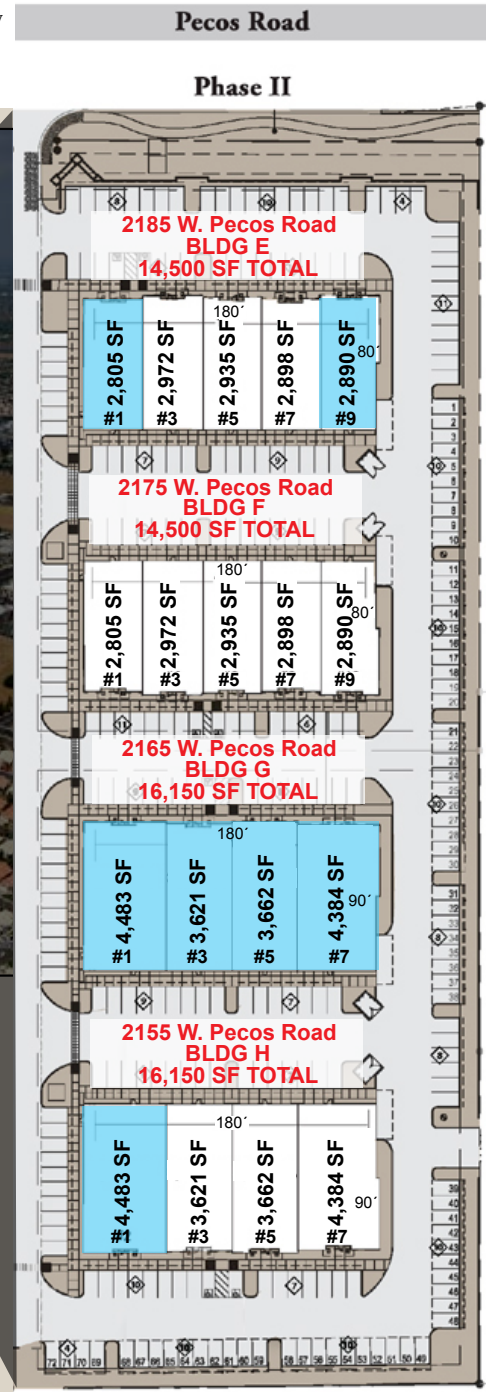 Pecos Road
Phase II
2185 W. Pecos Road
BLDG E
14,500 SF TOTAL
180´
80´
2,805 SF
#1
2,972 SF
#3
2,935 SF
#5
2,898 SF
#7
2,890 SF
#9
2175 W. Pecos Road
BLDG F
14,500 SF TOTAL
180´
80´
2,805 SF
#1
2,972 SF
#3
2,935 SF
#5
2,898 SF
#7
2,890 SF
#9
2165 W. Pecos Road
BLDG G
16,150 SF TOTAL
180´
90´
4,483 SF
#1
3,621 SF
#3
3,662 SF
#5
4,384 SF
#7
2155 W. Pecos Road
BLDG H
16,150 SF TOTAL
180´
90´
4,483 SF
#1
3,621 SF
#3
3,662 SF
#5
4,384 SF
#7